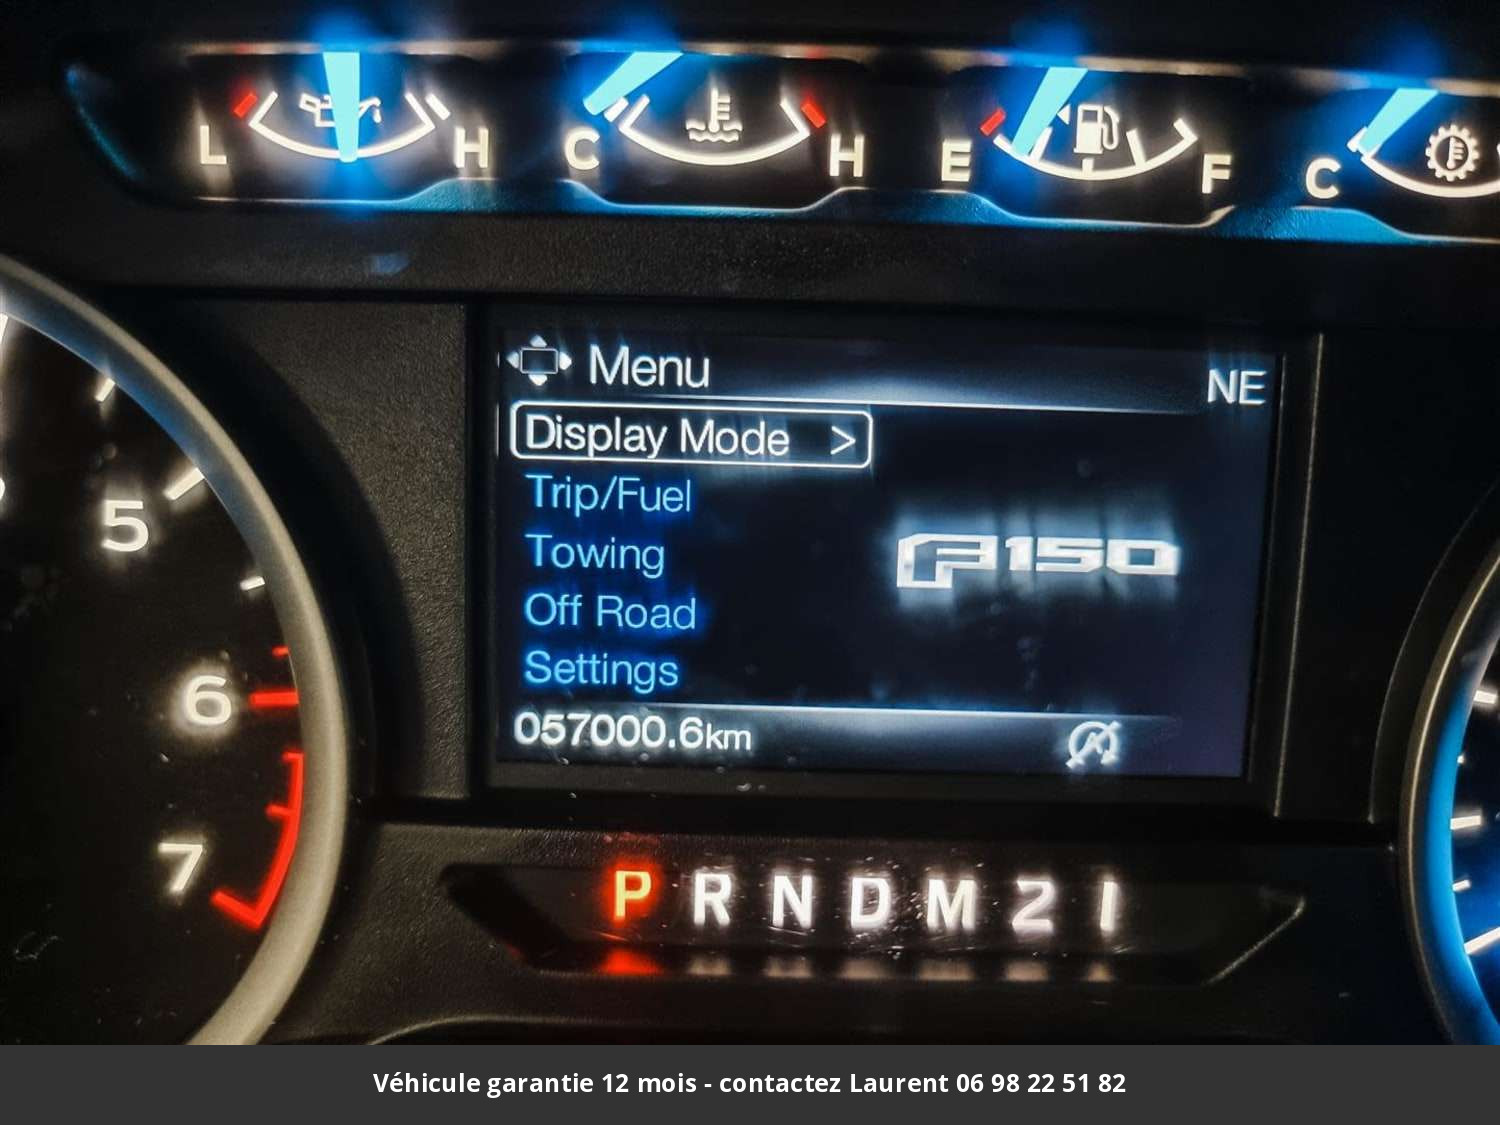 L H C H E F C
Menu NE
Display Mode >
Trip/Fuel
Towing
Off Road
Settings
F150
057000.6km
5
6
7
P R N D M 2 1
Véhicule garantie 12 mois - contactez Laurent 06 98 22 51 82